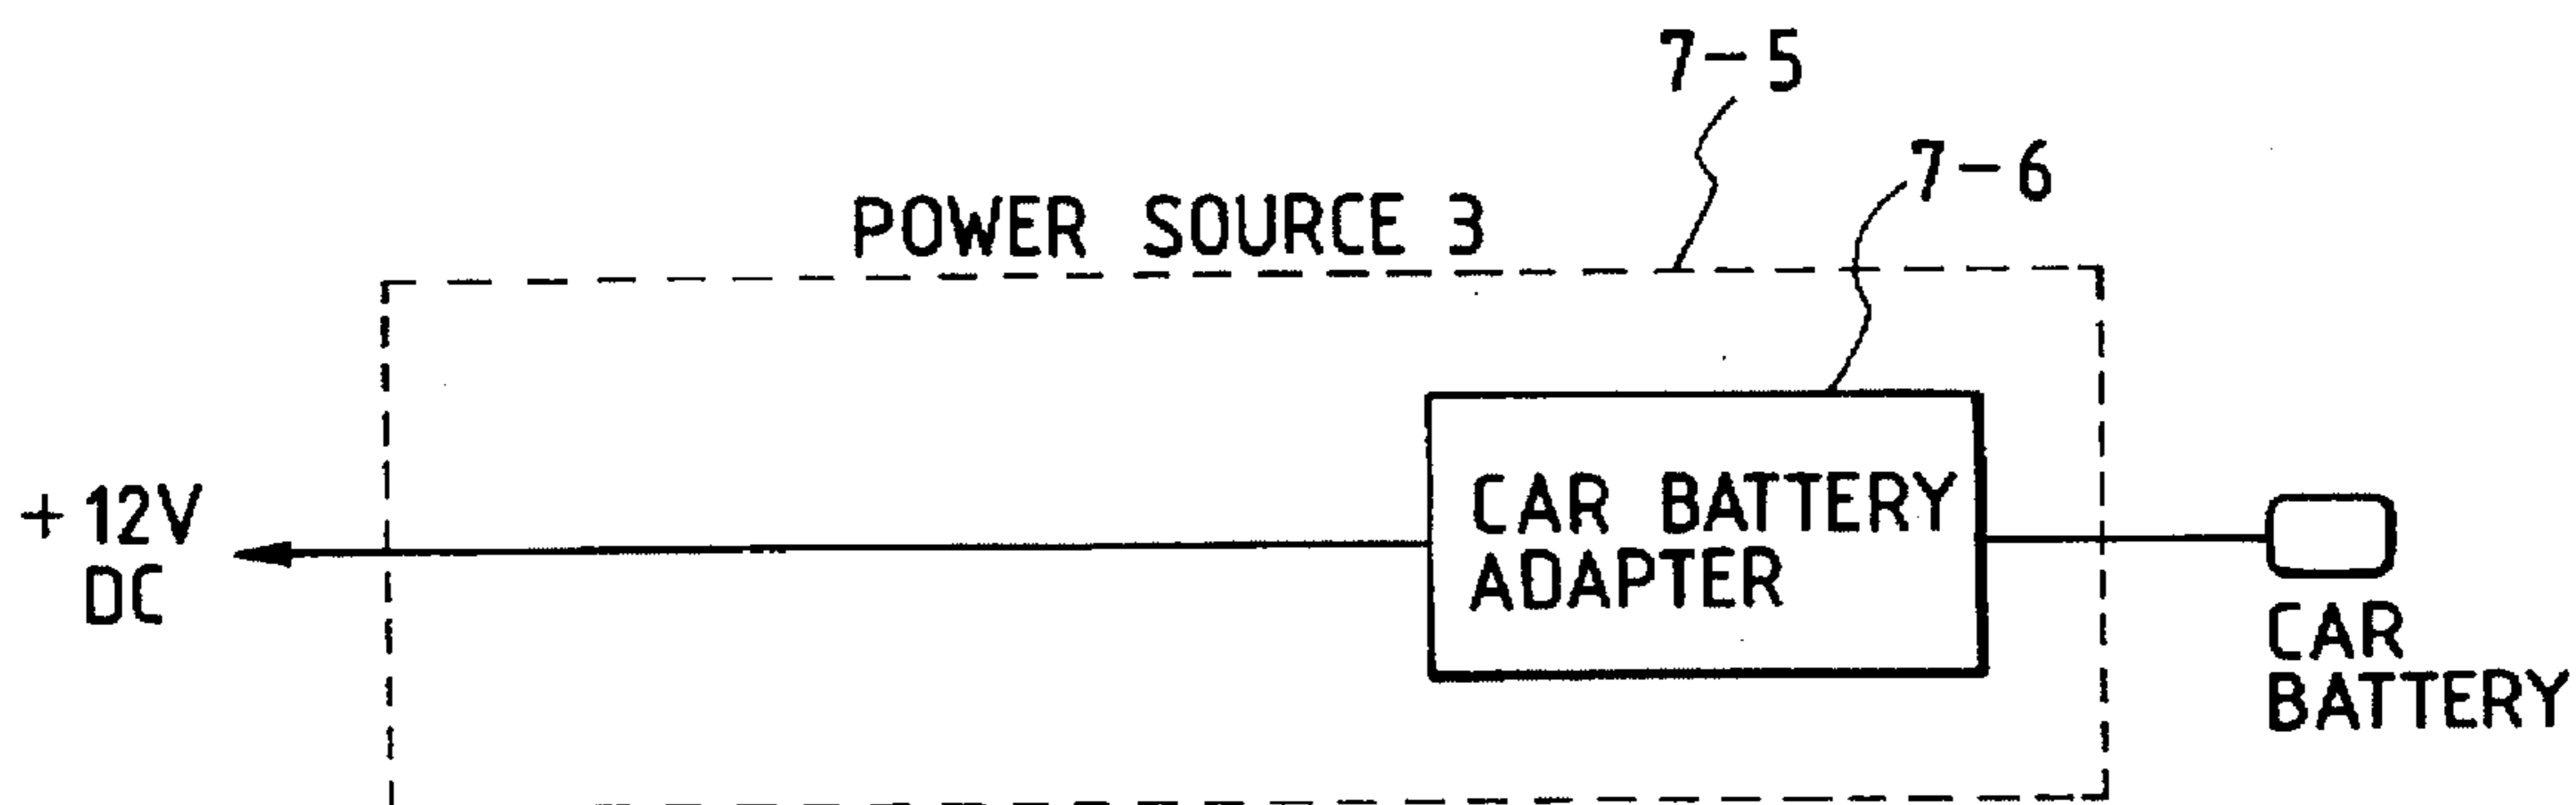 7-5
7-6
POWER SOURCE 3
+12V
DC
CAR BATTERY
ADAPTER
CAR
BATTERY